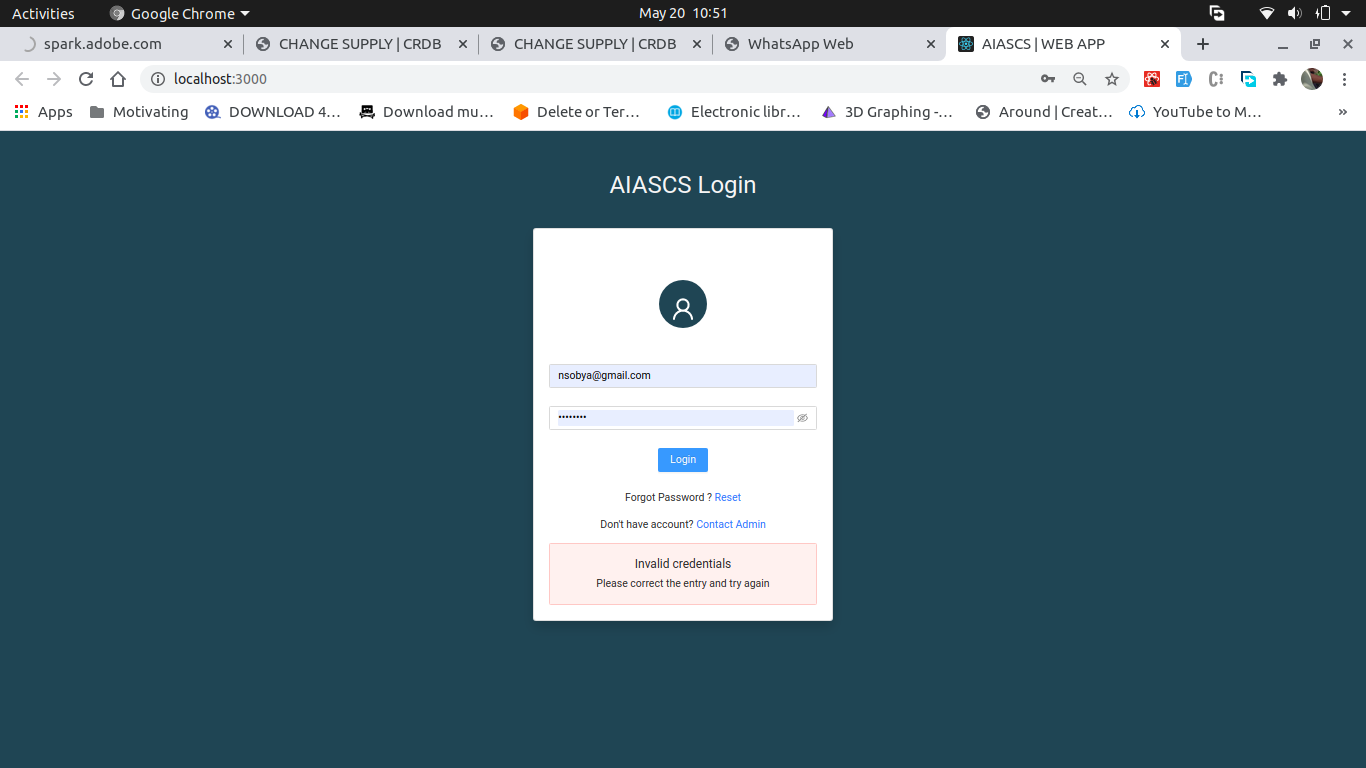 Activities Google Chrome May 20 10:51
spark.adobe.com CHANGE SUPPLY | CRDB CHANGE SUPPLY | CRDB WhatsApp Web AIASCS | WEB APP
localhost:3000
Apps Motivating DOWNLOAD 4... Download mu... Delete or Ter... Electronic libr... 3D Graphing -... Around | Creat... YouTube to M... »
AIASCS Login
nsobya@gmail.com
••••••••
Login
Forgot Password ? Reset
Don't have account? Contact Admin
Invalid credentials
Please correct the entry and try again